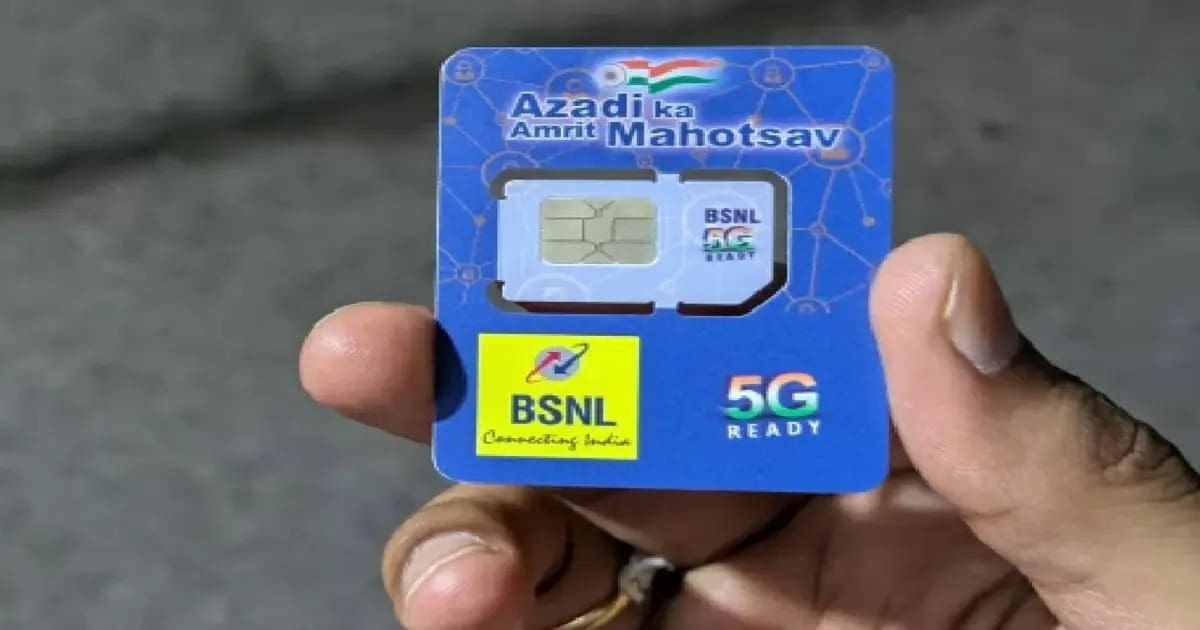 Azadi ka
Amrit Mahotsav
BSNL
5G
READY
BSNL
Connecting India
5G
READY